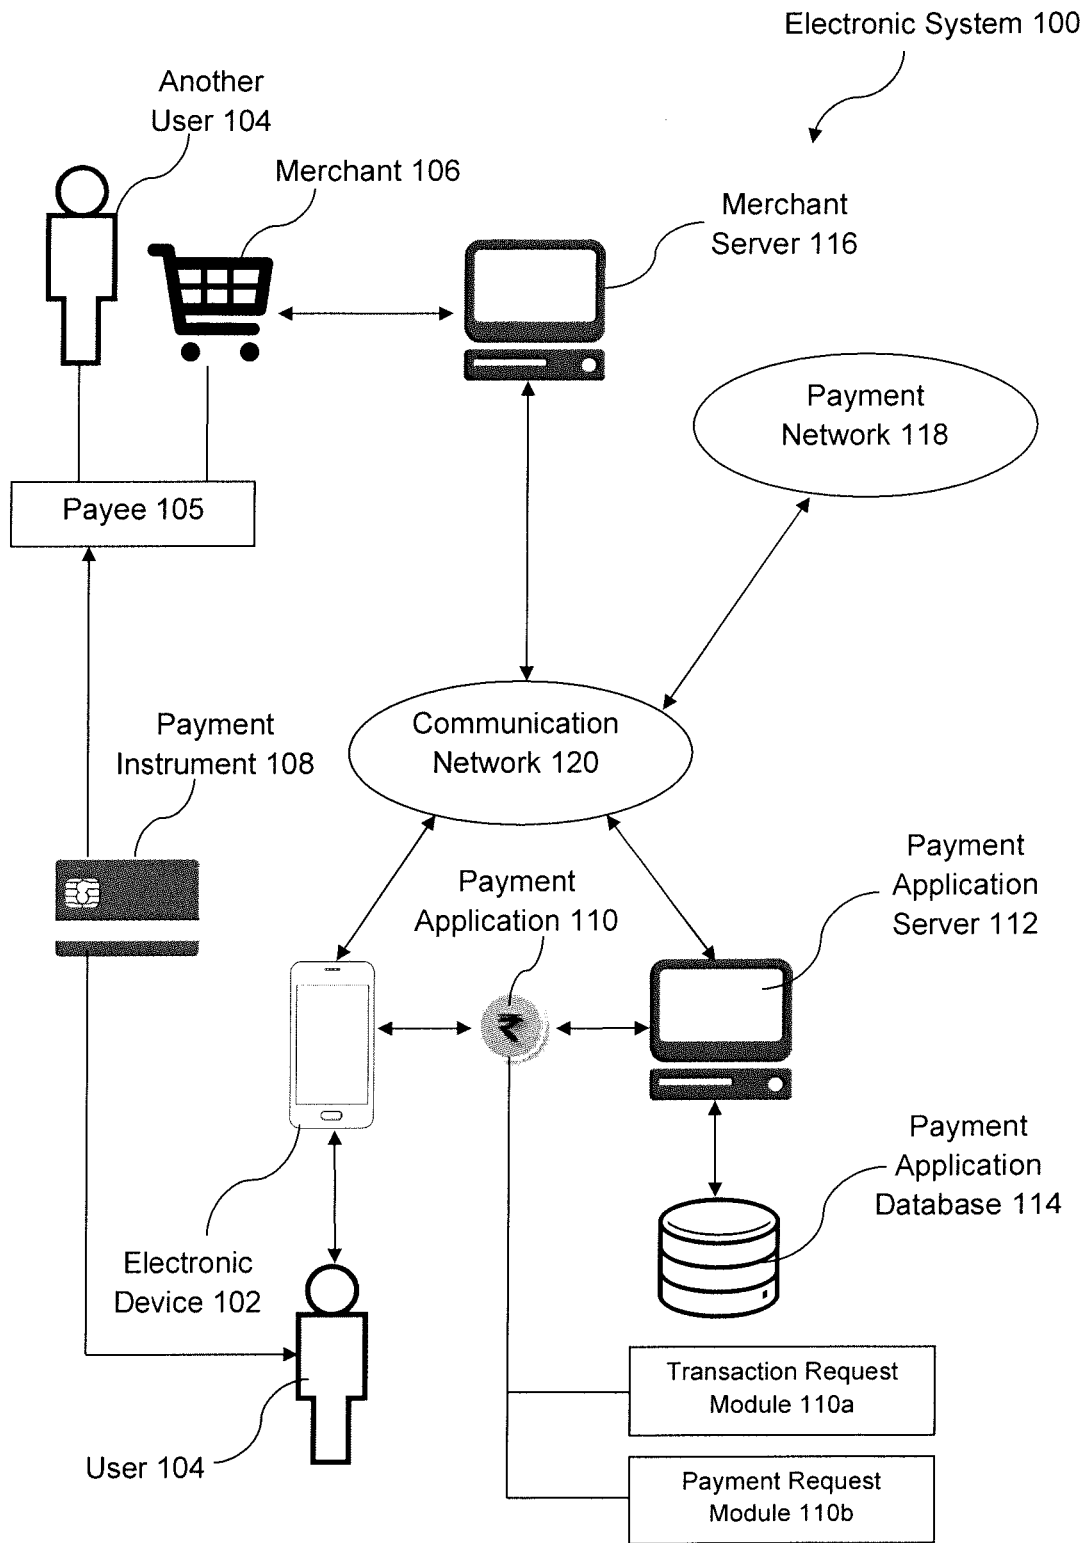 Electronic System 100
Another
User 104
Merchant 106
Merchant
Server 116
Payment
Network 118
Payee 105
Communication
Network 120
Payment
Instrument 108
Payment
Application 110
Payment
Application
Server 112
₹
Payment
Application
Database 114
Electronic
Device 102
User 104
Transaction Request
Module 110a
Payment Request
Module 110b